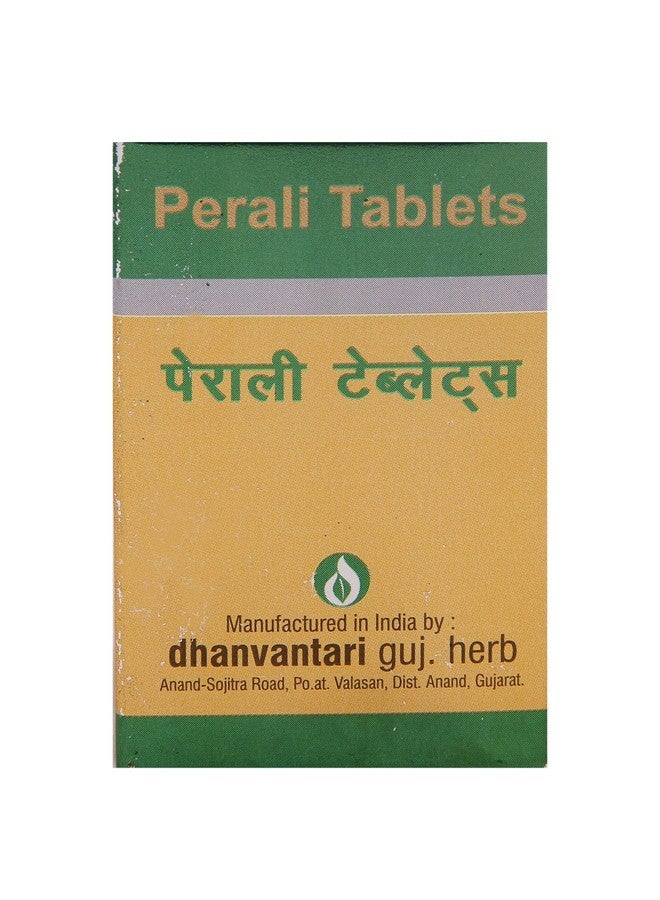 Perali Tablets
पेराली टेब्लेट्स
Manufactured in India by :
dhanvantari guj. herb
Anand-Sojitra Road, Po.at. Valasan, Dist. Anand, Gujarat.